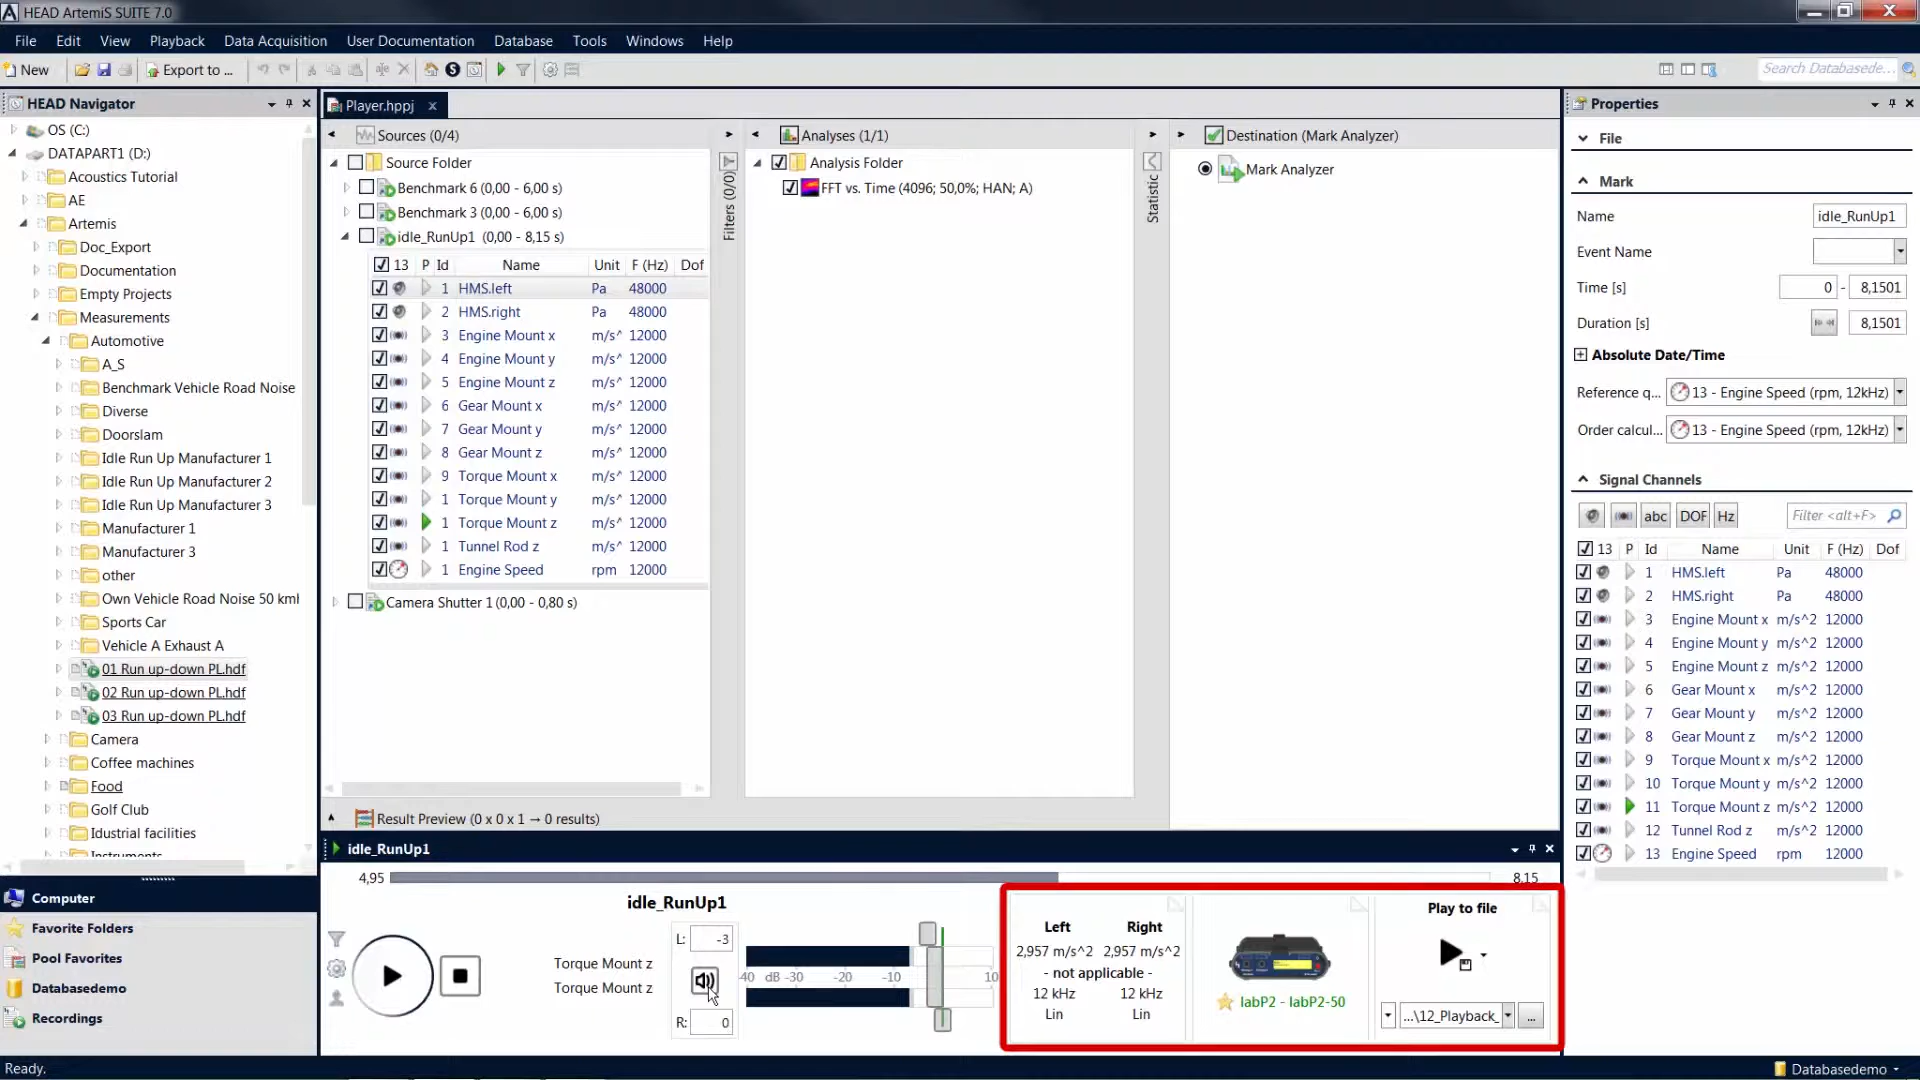 HEAD ArtemiS SUITE 7.0
File Edit View Playback Data Acquisition User Documentation Database Tools Windows Help
New Export to ... Search Databasede...
HEAD Navigator
OS (C:)
DATAPART1 (D:)
Acoustics Tutorial
AE
Artemis
Doc_Export
Documentation
Empty Projects
Measurements
Automotive
A_S
Benchmark Vehicle Road Noise
Diverse
Doorslam
Idle Run Up Manufacturer 1
Idle Run Up Manufacturer 2
Idle Run Up Manufacturer 3
Manufacturer 1
Manufacturer 3
other
Own Vehicle Road Noise 50 kml
Sports Car
Vehicle A Exhaust A
01 Run up-down PL.hdf
02 Run up-down PL.hdf
03 Run up-down PL.hdf
Camera
Coffee machines
Food
Golf Club
Idustrial facilities
Instruments
Computer
Favorite Folders
Pool Favorites
Databasedemo
Recordings
Player.hppj
Sources (0/4)
Source Folder
Benchmark 6 (0,00 - 6,00 s)
Benchmark 3 (0,00 - 6,00 s)
idle_RunUp1 (0,00 - 8,15 s)
13 P Id Name Unit F (Hz) Dof
1 HMS.left Pa 48000
2 HMS.right Pa 48000
3 Engine Mount x m/s^ 12000
4 Engine Mount y m/s^ 12000
5 Engine Mount z m/s^ 12000
6 Gear Mount x m/s^ 12000
7 Gear Mount y m/s^ 12000
8 Gear Mount z m/s^ 12000
9 Torque Mount x m/s^ 12000
1 Torque Mount y m/s^ 12000
1 Torque Mount z m/s^ 12000
1 Tunnel Rod z m/s^ 12000
1 Engine Speed rpm 12000
Camera Shutter 1 (0,00 - 0,80 s)
Filters (0/0)
Analyses (1/1)
Analysis Folder
FFT vs. Time (4096; 50,0%; HAN; A)
Statistic
Destination (Mark Analyzer)
Mark Analyzer
Result Preview (0 x 0 x 1 → 0 results)
idle_RunUp1
4,95 8,15
idle_RunUp1
Torque Mount z
Torque Mount z
L: -3
R: 0
-40 dB -30 -20 -10 10
Left Right
2,957 m/s^2 2,957 m/s^2
- not applicable -
12 kHz 12 kHz
Lin Lin
labP2 - labP2-50
Play to file
...\12_Playback_ ...
Properties
File
Mark
Name idle_RunUp1
Event Name
Time [s] 0 - 8,1501
Duration [s] 8,1501
Absolute Date/Time
Reference q... 13 - Engine Speed (rpm, 12kHz)
Order calcul... 13 - Engine Speed (rpm, 12kHz)
Signal Channels
abc DOF Hz Filter <alt+F>
13 P Id Name Unit F (Hz) Dof
1 HMS.left Pa 48000
2 HMS.right Pa 48000
3 Engine Mount x m/s^2 12000
4 Engine Mount y m/s^2 12000
5 Engine Mount z m/s^2 12000
6 Gear Mount x m/s^2 12000
7 Gear Mount y m/s^2 12000
8 Gear Mount z m/s^2 12000
9 Torque Mount x m/s^2 12000
10 Torque Mount y m/s^2 12000
11 Torque Mount z m/s^2 12000
12 Tunnel Rod z m/s^2 12000
13 Engine Speed rpm 12000
Ready. Databasedemo